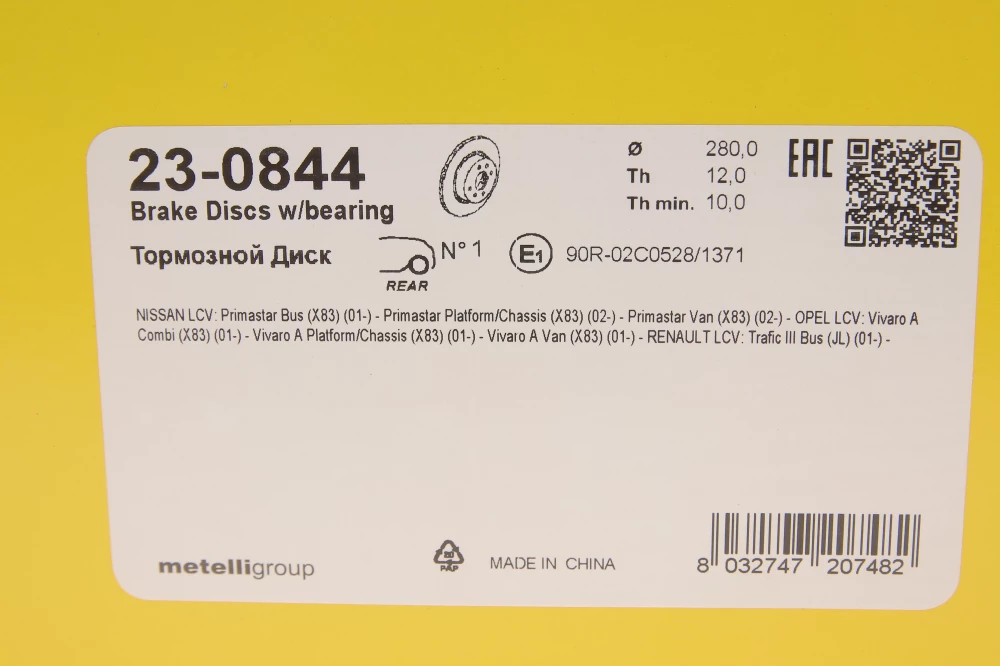 23-0844
Brake Discs w/bearing
Ø 280,0
Th 12,0
Th min. 10,0
EAC
Тормозной Диск
REAR
N° 1
E1 90R-02C0528/1371
NISSAN LCV: Primastar Bus (X83) (01-) - Primastar Platform/Chassis (X83) (02-) - Primastar Van (X83) (02-) - OPEL LCV: Vivaro A
Combi (X83) (01-) - Vivaro A Platform/Chassis (X83) (01-) - Vivaro A Van (X83) (01-) - RENAULT LCV: Trafic III Bus (JL) (01-) -
metelligroup
20
PAP
MADE IN CHINA
8 032747 207482